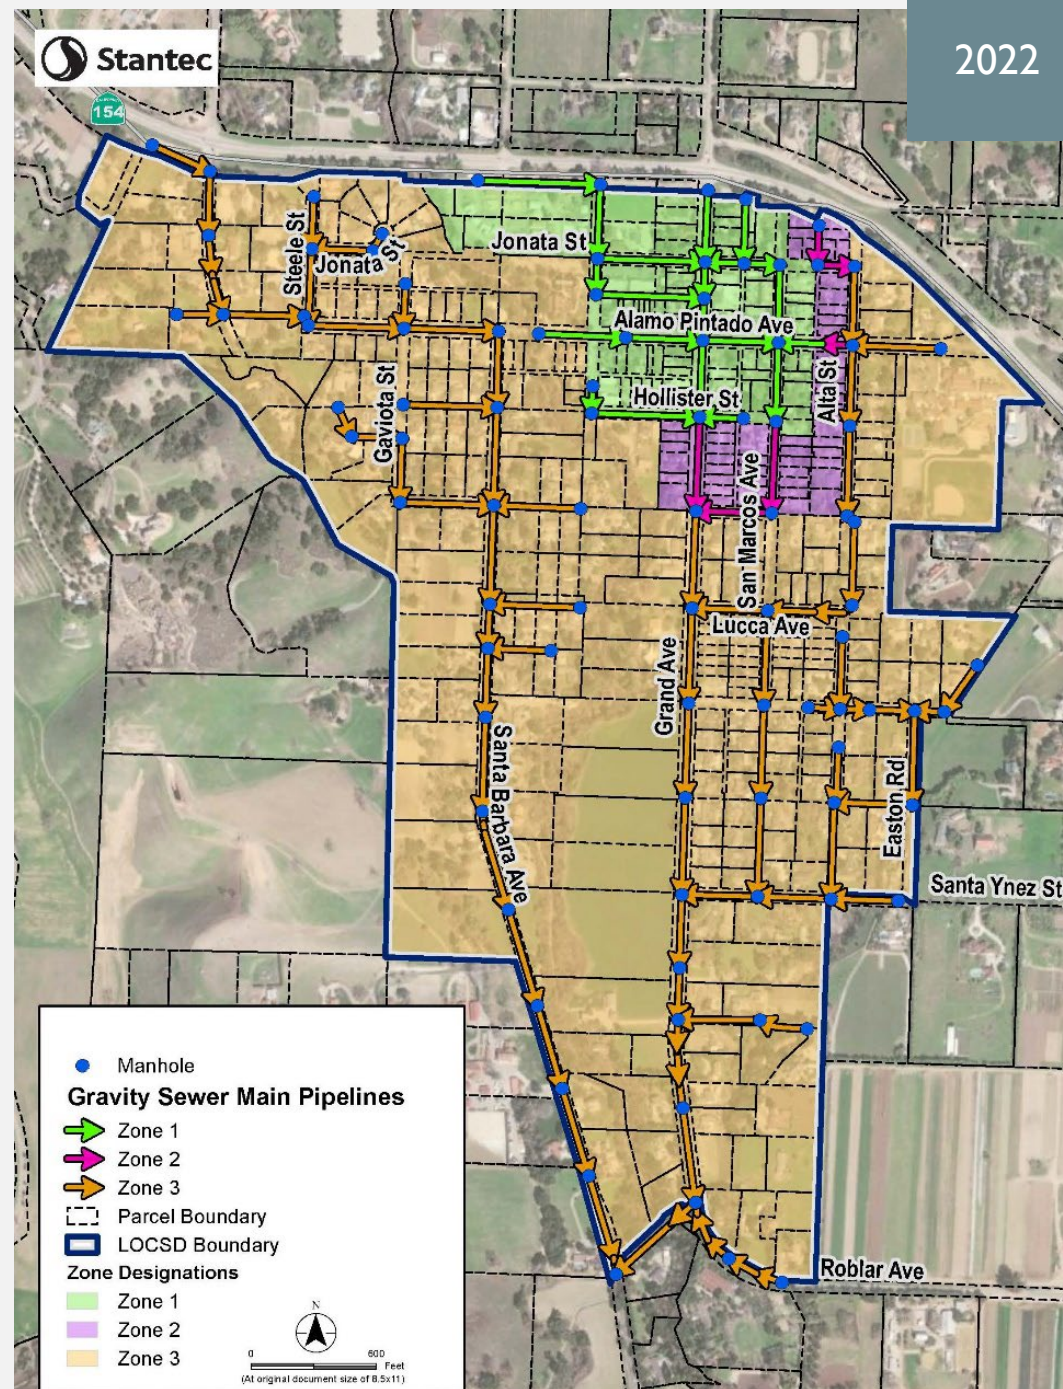 2022
Stantec
154
Steele St
Jonata St
Jonata St
Alamo Pintado Ave
Gaviota St
Hollister St
Alta St
San Marcos Ave
Lucca Ave
Grand Ave
Santa Barbara Ave
Easton Rd
Santa Ynez St
Roblar Ave
Manhole
Gravity Sewer Main Pipelines
Zone 1
Zone 2
Zone 3
Parcel Boundary
LOCSD Boundary
Zone Designations
Zone 1
Zone 2
Zone 3
N
0 600
Feet
(At original document size of 8.5x11)